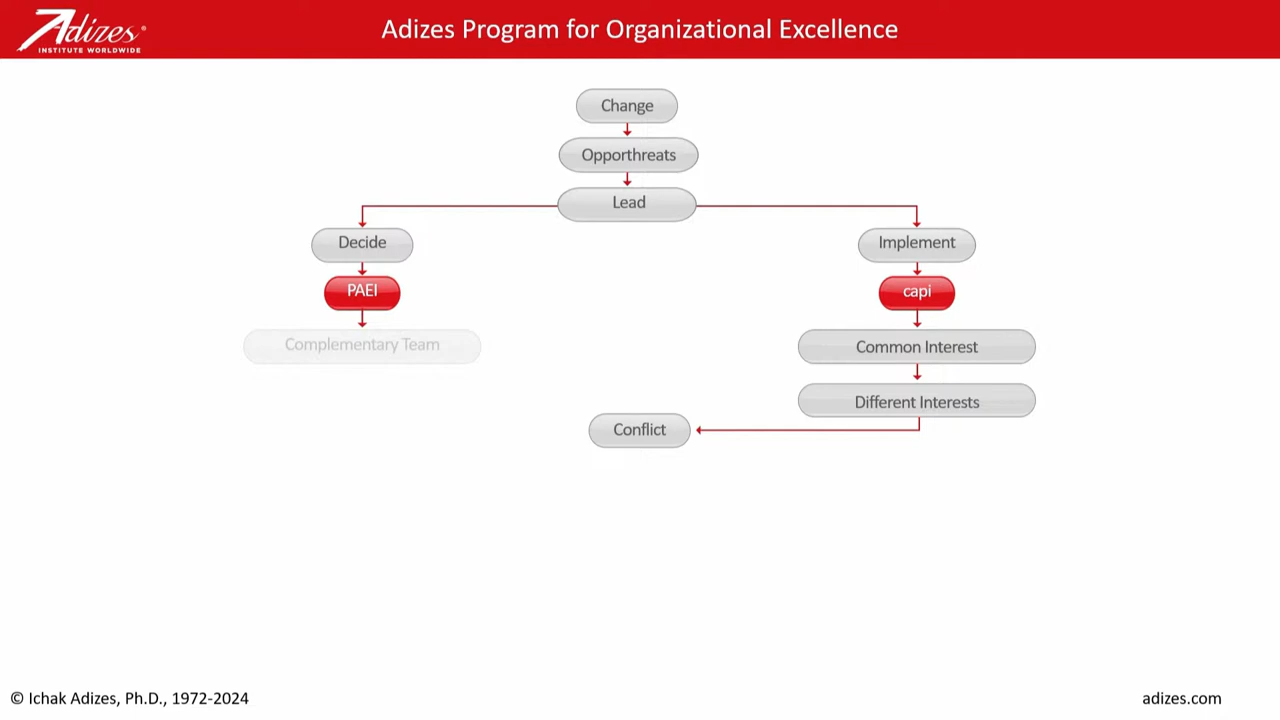 Adizes®
INSTITUTE WORLDWIDE
Adizes Program for Organizational Excellence
Change
Opporthreats
Lead
Decide
Implement
PAEI
capi
Complementary Team
Common Interest
Different Interests
Conflict
© Ichak Adizes, Ph.D., 1972-2024
adizes.com